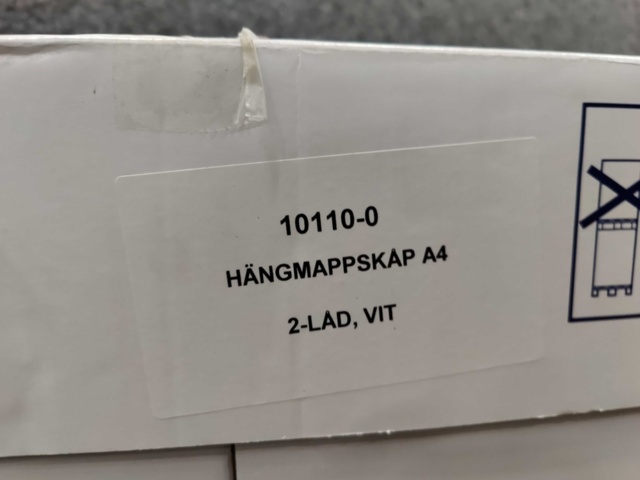 10110-0
HÄNGMAPPSKÅP A4
2-LÅD, VIT